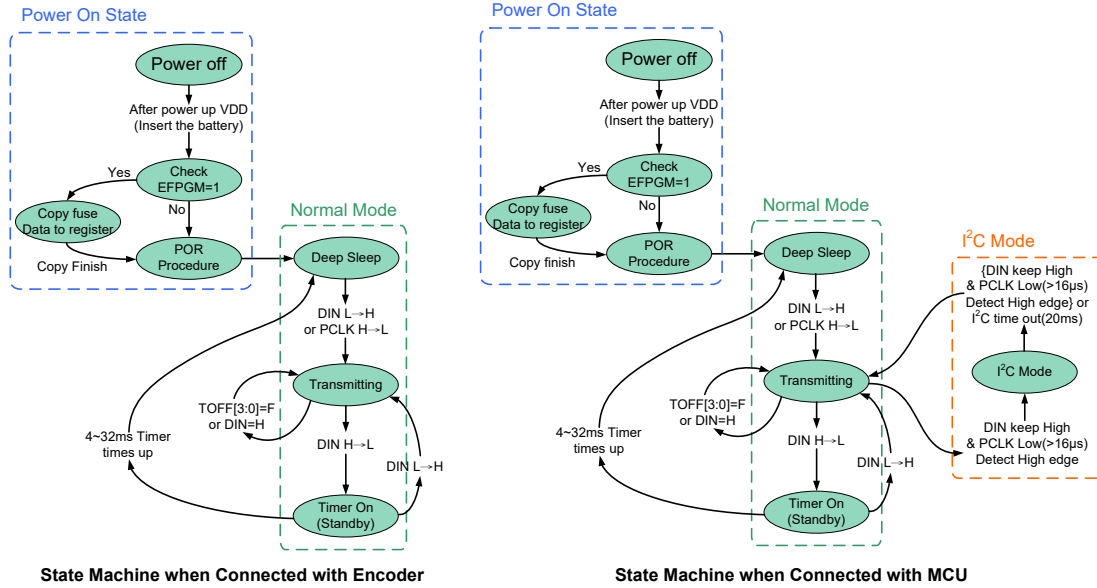 Power On State
Power off
After power up VDD
(Insert the battery)
Yes
Check
EFPGM=1
No
Copy fuse
Data to register
Copy Finish
POR
Procedure
Normal Mode
Deep Sleep
DIN L→H
or PCLK H→L
Transmitting
TOFF[3:0]=F
or DIN=H
DIN H→L
4~32ms Timer
times up
DIN L→H
Timer On
(Standby)
State Machine when Connected with Encoder
Power On State
Power off
After power up VDD
(Insert the battery)
Yes
Check
EFPGM=1
No
Copy fuse
Data to register
Copy finish
POR
Procedure
Normal Mode
Deep Sleep
DIN L→H
or PCLK H→L
Transmitting
TOFF[3:0]=F
or DIN=H
DIN H→L
4~32ms Timer
times up
DIN L→H
Timer On
(Standby)
I²C Mode
{DIN keep High
& PCLK Low(>16μs)
Detect High edge} or
I²C time out(20ms)
I²C Mode
DIN keep High
& PCLK Low(>16μs)
Detect High edge
State Machine when Connected with MCU